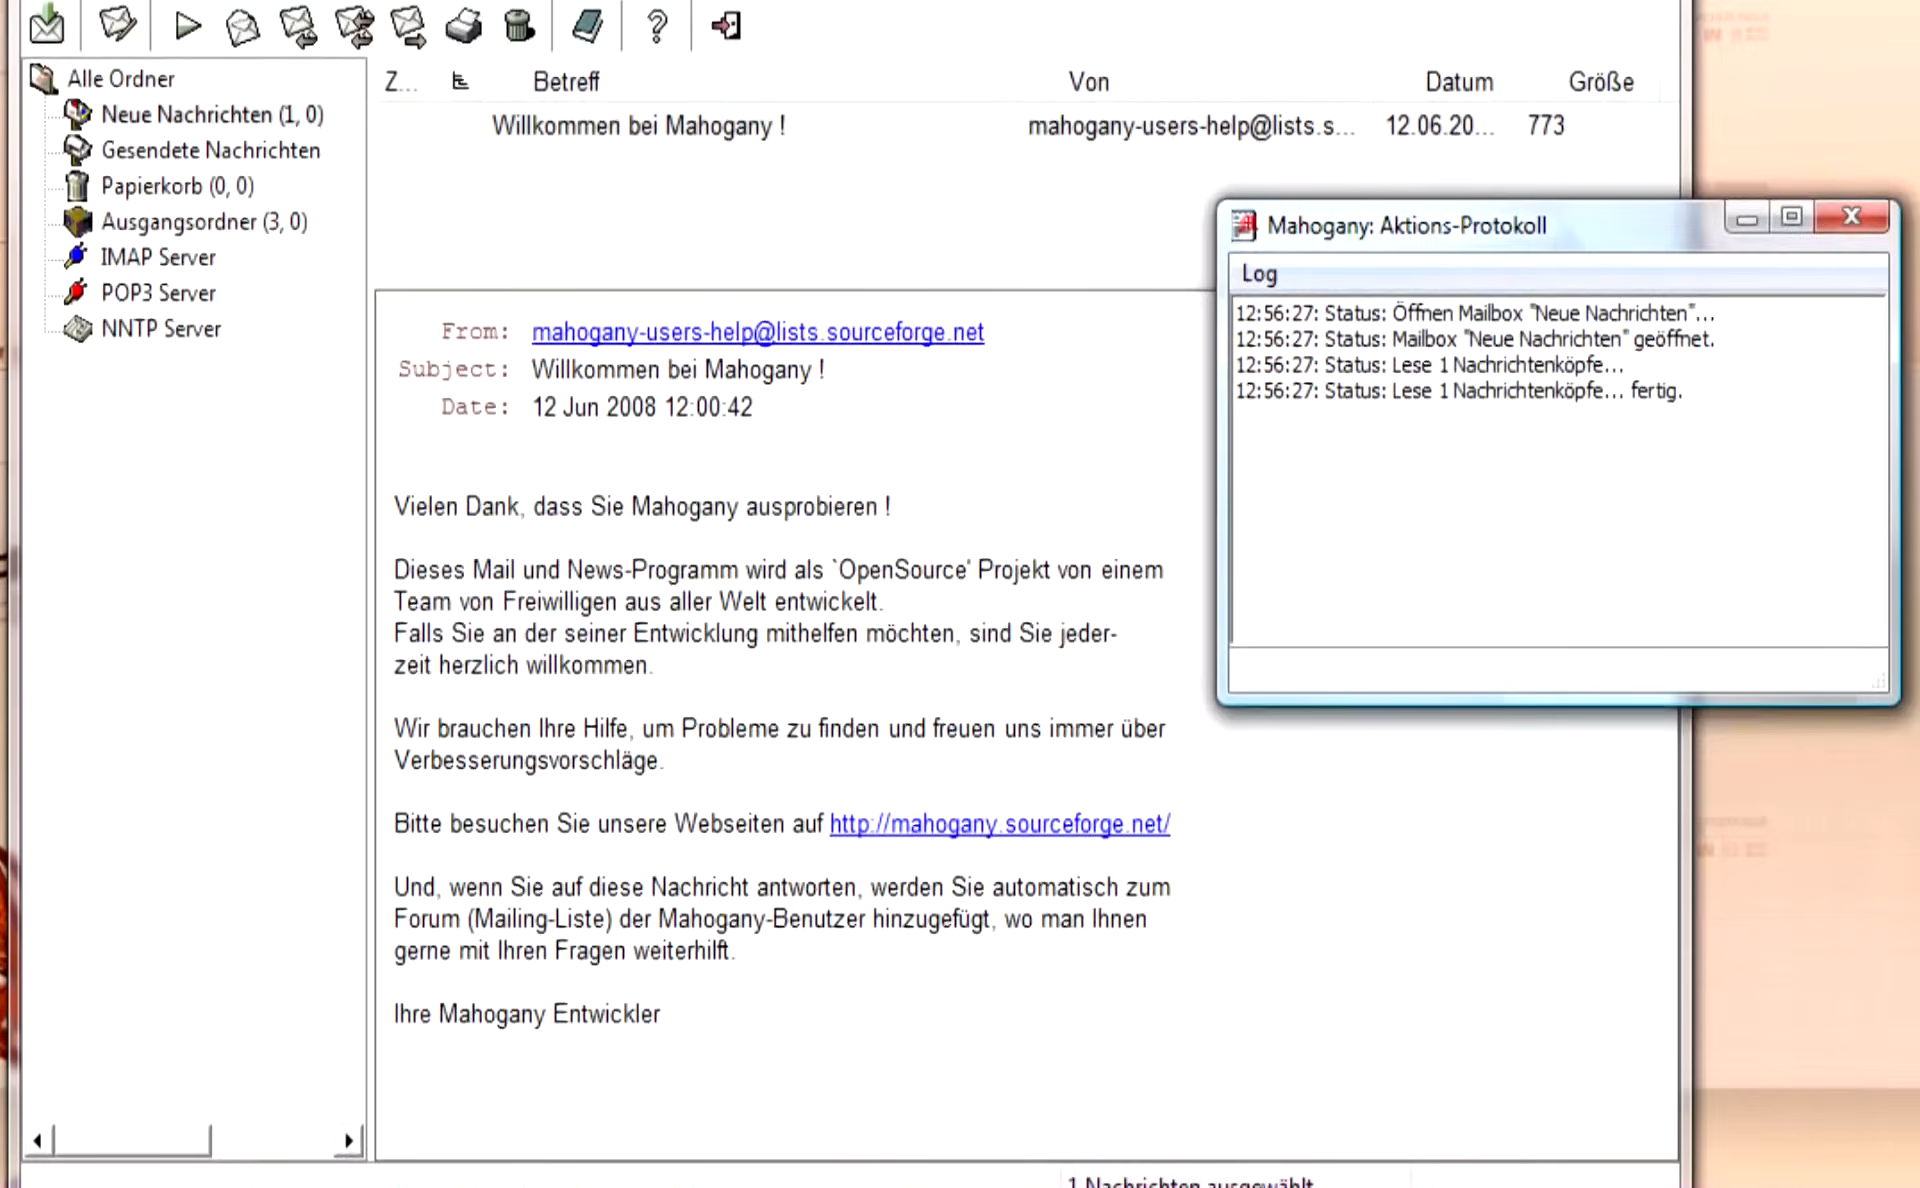 Alle Ordner
Neue Nachrichten (1, 0)
Gesendete Nachrichten
Papierkorb (0, 0)
Ausgangsordner (3, 0)
IMAP Server
POP3 Server
NNTP Server
Z... Betreff Von Datum Größe
Willkommen bei Mahogany ! mahogany-users-help@lists.s... 12.06.20... 773
From: mahogany-users-help@lists.sourceforge.net
Subject: Willkommen bei Mahogany !
Date: 12 Jun 2008 12:00:42
Vielen Dank, dass Sie Mahogany ausprobieren !
Dieses Mail und News-Programm wird als `OpenSource' Projekt von einem
Team von Freiwilligen aus aller Welt entwickelt.
Falls Sie an der seiner Entwicklung mithelfen möchten, sind Sie jeder-
zeit herzlich willkommen.
Wir brauchen Ihre Hilfe, um Probleme zu finden und freuen uns immer über
Verbesserungsvorschläge.
Bitte besuchen Sie unsere Webseiten auf http://mahogany.sourceforge.net/
Und, wenn Sie auf diese Nachricht antworten, werden Sie automatisch zum
Forum (Mailing-Liste) der Mahogany-Benutzer hinzugefügt, wo man Ihnen
gerne mit Ihren Fragen weiterhilft.
Ihre Mahogany Entwickler
Mahogany: Aktions-Protokoll
Log
12:56:27: Status: Öffnen Mailbox "Neue Nachrichten"...
12:56:27: Status: Mailbox "Neue Nachrichten" geöffnet.
12:56:27: Status: Lese 1 Nachrichtenköpfe...
12:56:27: Status: Lese 1 Nachrichtenköpfe... fertig.
1 Nachrichten ausgewählt